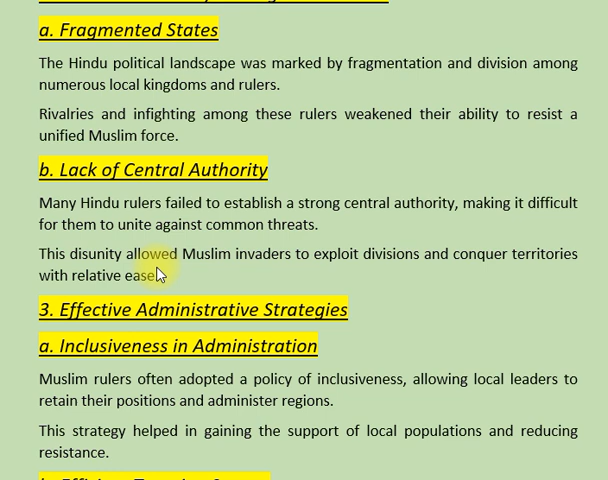 a. Fragmented States
The Hindu political landscape was marked by fragmentation and division among
numerous local kingdoms and rulers.
Rivalries and infighting among these rulers weakened their ability to resist a
unified Muslim force.
b. Lack of Central Authority
Many Hindu rulers failed to establish a strong central authority, making it difficult
for them to unite against common threats.
This disunity allowed Muslim invaders to exploit divisions and conquer territories
with relative ease.
3. Effective Administrative Strategies
a. Inclusiveness in Administration
Muslim rulers often adopted a policy of inclusiveness, allowing local leaders to
retain their positions and administer regions.
This strategy helped in gaining the support of local populations and reducing
resistance.